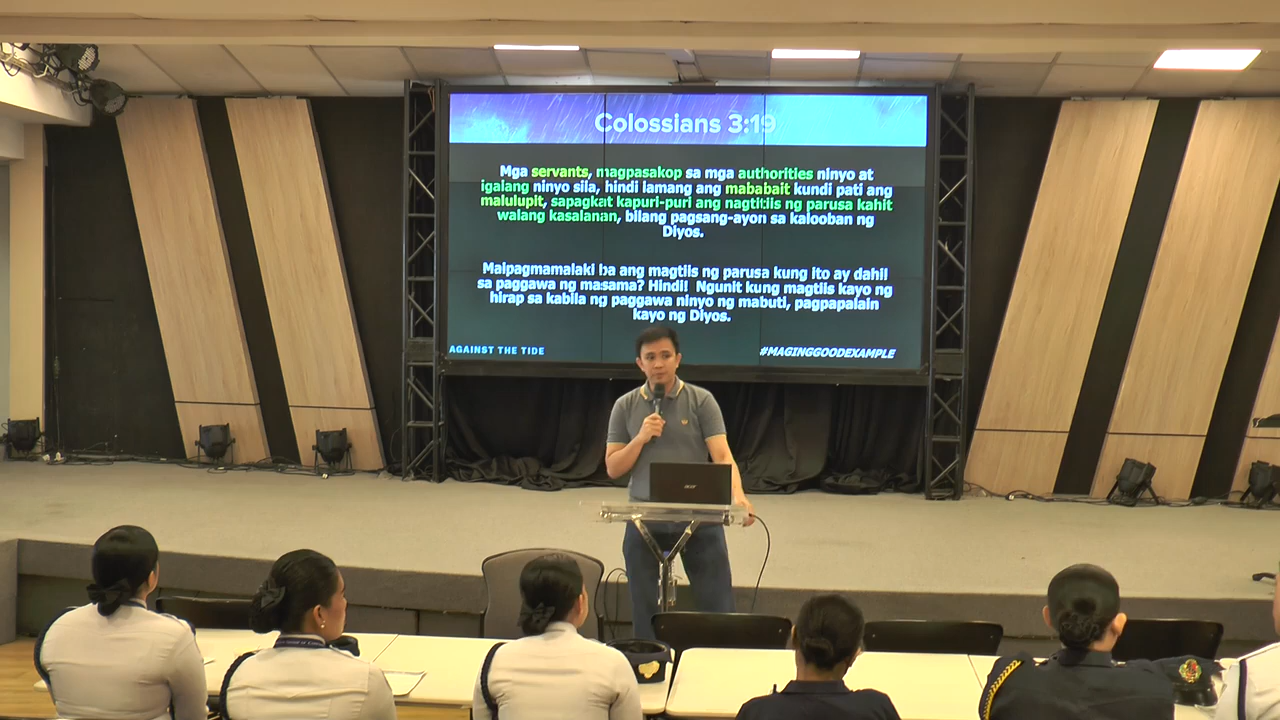 Colossians 3:19
Mga servants, magpasakop sa mga authorities ninyo at
igalang ninyo sila, hindi lamang ang mababait kundi pati ang
malulupit, sapagkat kapuri-puri ang nagtitiis ng parusa kahit
walang kasalanan, bilang pagsang-ayon sa kalooban ng
Diyos.
Maipagmamalaki ba ang magtiis ng parusa kung ito ay dahil
sa paggawa ng masama? Hindi! Ngunit kung magtiis kayo ng
hirap sa kabila ng paggawa ninyo ng mabuti, pagpapalain
kayo ng Diyos.
AGAINST THE TIDE
#MAGINGGOODEXAMPLE
acer